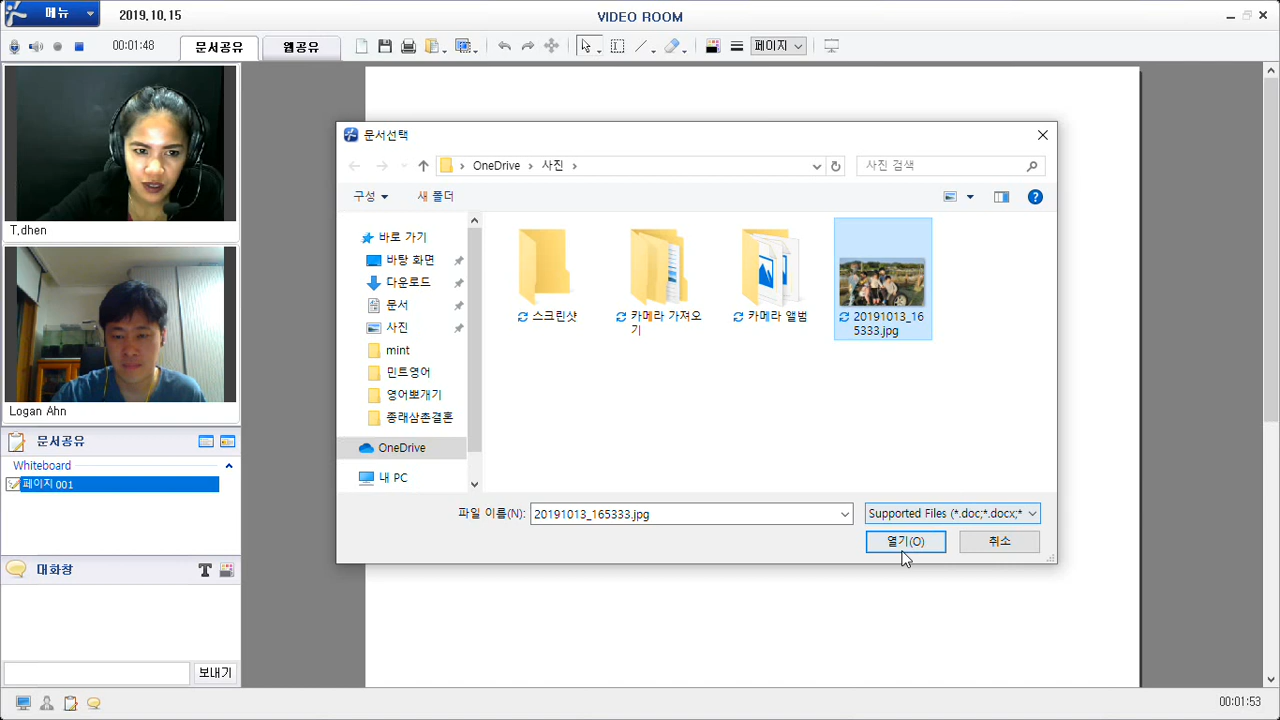 메뉴
2019.10.15
VIDEO ROOM
00:01:48
문서공유
웹공유
페이지
T.dhen
Logan Ahn
문서공유
Whiteboard
페이지 001
대화창
보내기
00:01:53
문서선택
OneDrive
사진
사진 검색
구성
새 폴더
바로 가기
바탕 화면
다운로드
문서
사진
mint
민트영어
영어뽀개기
종래삼촌결혼
OneDrive
내 PC
스크린샷
카메라 가져오
기
카메라 앨범
20191013_16
5333.jpg
파일 이름(N):
20191013_165333.jpg
Supported Files (*.doc;*.docx;*
열기(O)
취소